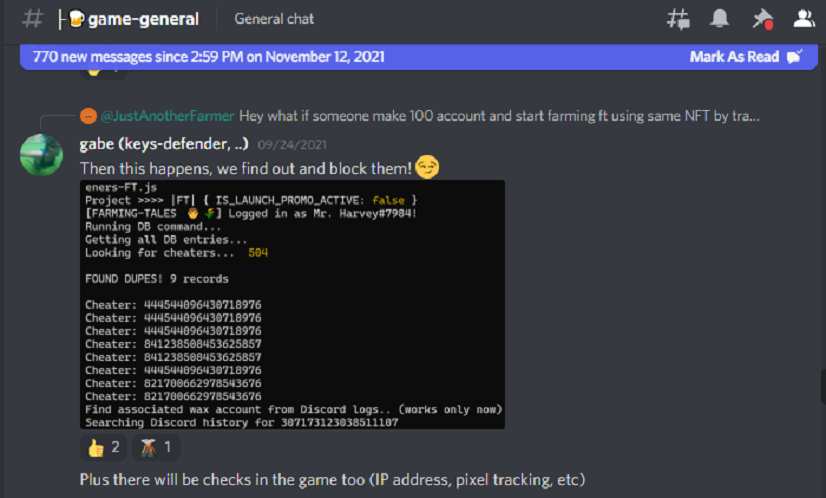 game-general General chat
770 new messages since 2:59 PM on November 12, 2021 Mark As Read
@JustAnotherFarmer Hey what if someone make 100 account and start farming ft using same NFT by tra...
gabe (keys-defender, ..) 09/24/2021
Then this happens, we find out and block them!
eners-FT.js
Project >>>> |FT| { IS_LAUNCH_PROMO_ACTIVE: false }
[FARMING-TALES ] Logged in as Mr. Harvey#7984!
Running DB command...
Getting all DB entries...
Looking for cheaters... 504
FOUND DUPES! 9 records
Cheater: 444544096430718976
Cheater: 444544096430718976
Cheater: 444544096430718976
Cheater: 841238508453625857
Cheater: 841238508453625857
Cheater: 444544096430718976
Cheater: 821700662978543676
Cheater: 821700662978543676
Find associated wax account from Discord logs.. (works only now)
Searching Discord history for 307173123038511107
2 1
Plus there will be checks in the game too (IP address, pixel tracking, etc)